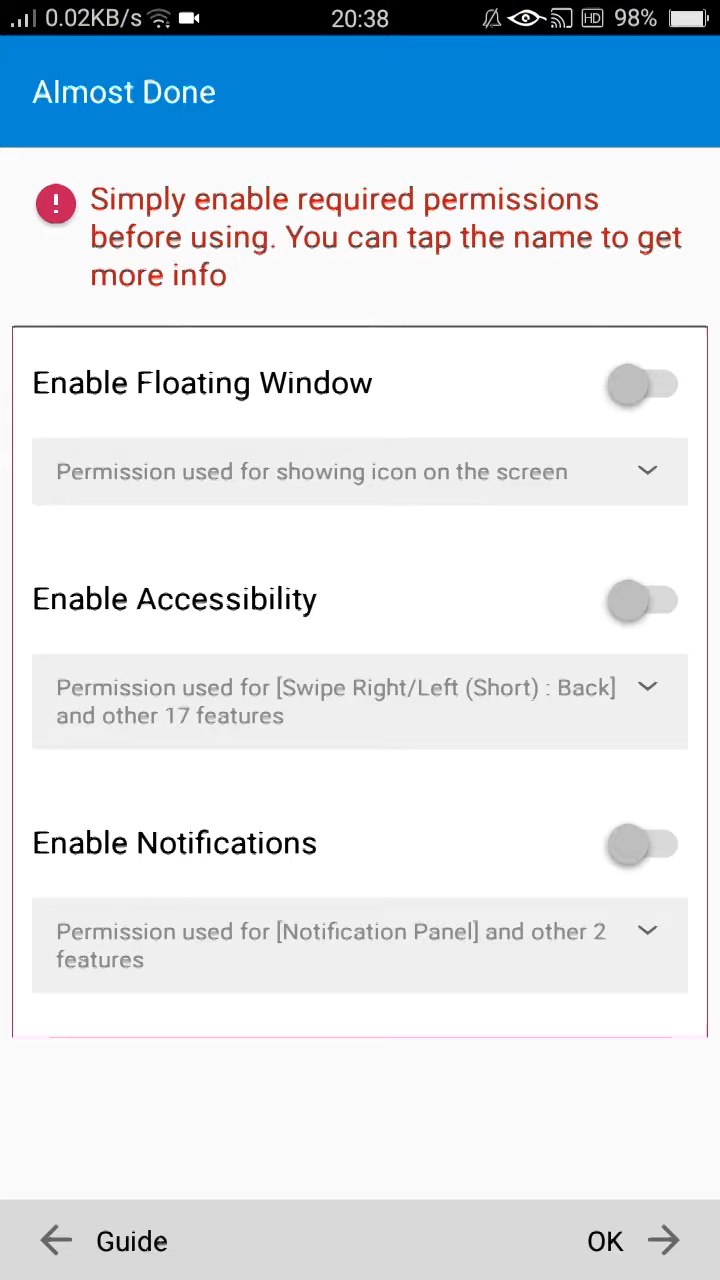 0.02KB/s 20:38 HD 98%
Almost Done
Simply enable required permissions
before using. You can tap the name to get
more info
Enable Floating Window
Permission used for showing icon on the screen
Enable Accessibility
Permission used for [Swipe Right/Left (Short) : Back]
and other 17 features
Enable Notifications
Permission used for [Notification Panel] and other 2
features
Guide OK